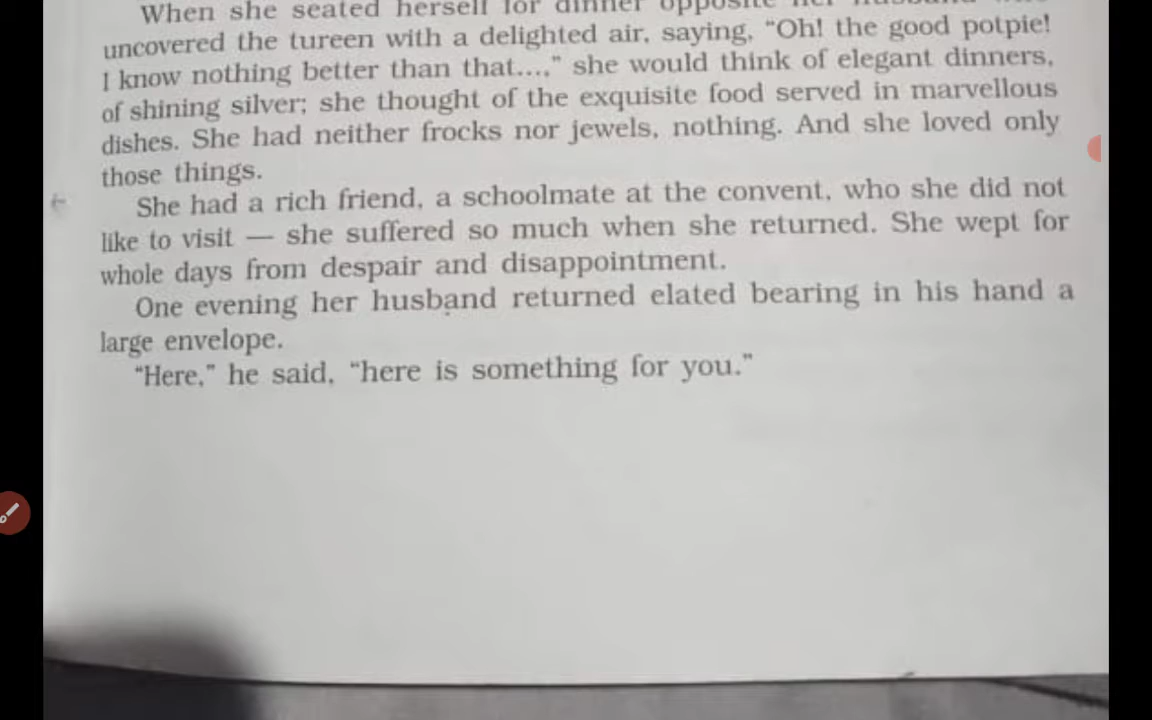 When she seated herself for dinner opposite her husband who
uncovered the tureen with a delighted air, saying, “Oh! the good potpie!
I know nothing better than that...,” she would think of elegant dinners,
of shining silver; she thought of the exquisite food served in marvellous
dishes. She had neither frocks nor jewels, nothing. And she loved only
those things.
She had a rich friend, a schoolmate at the convent, who she did not
like to visit — she suffered so much when she returned. She wept for
whole days from despair and disappointment.
One evening her husband returned elated bearing in his hand a
large envelope.
“Here,” he said, “here is something for you.”